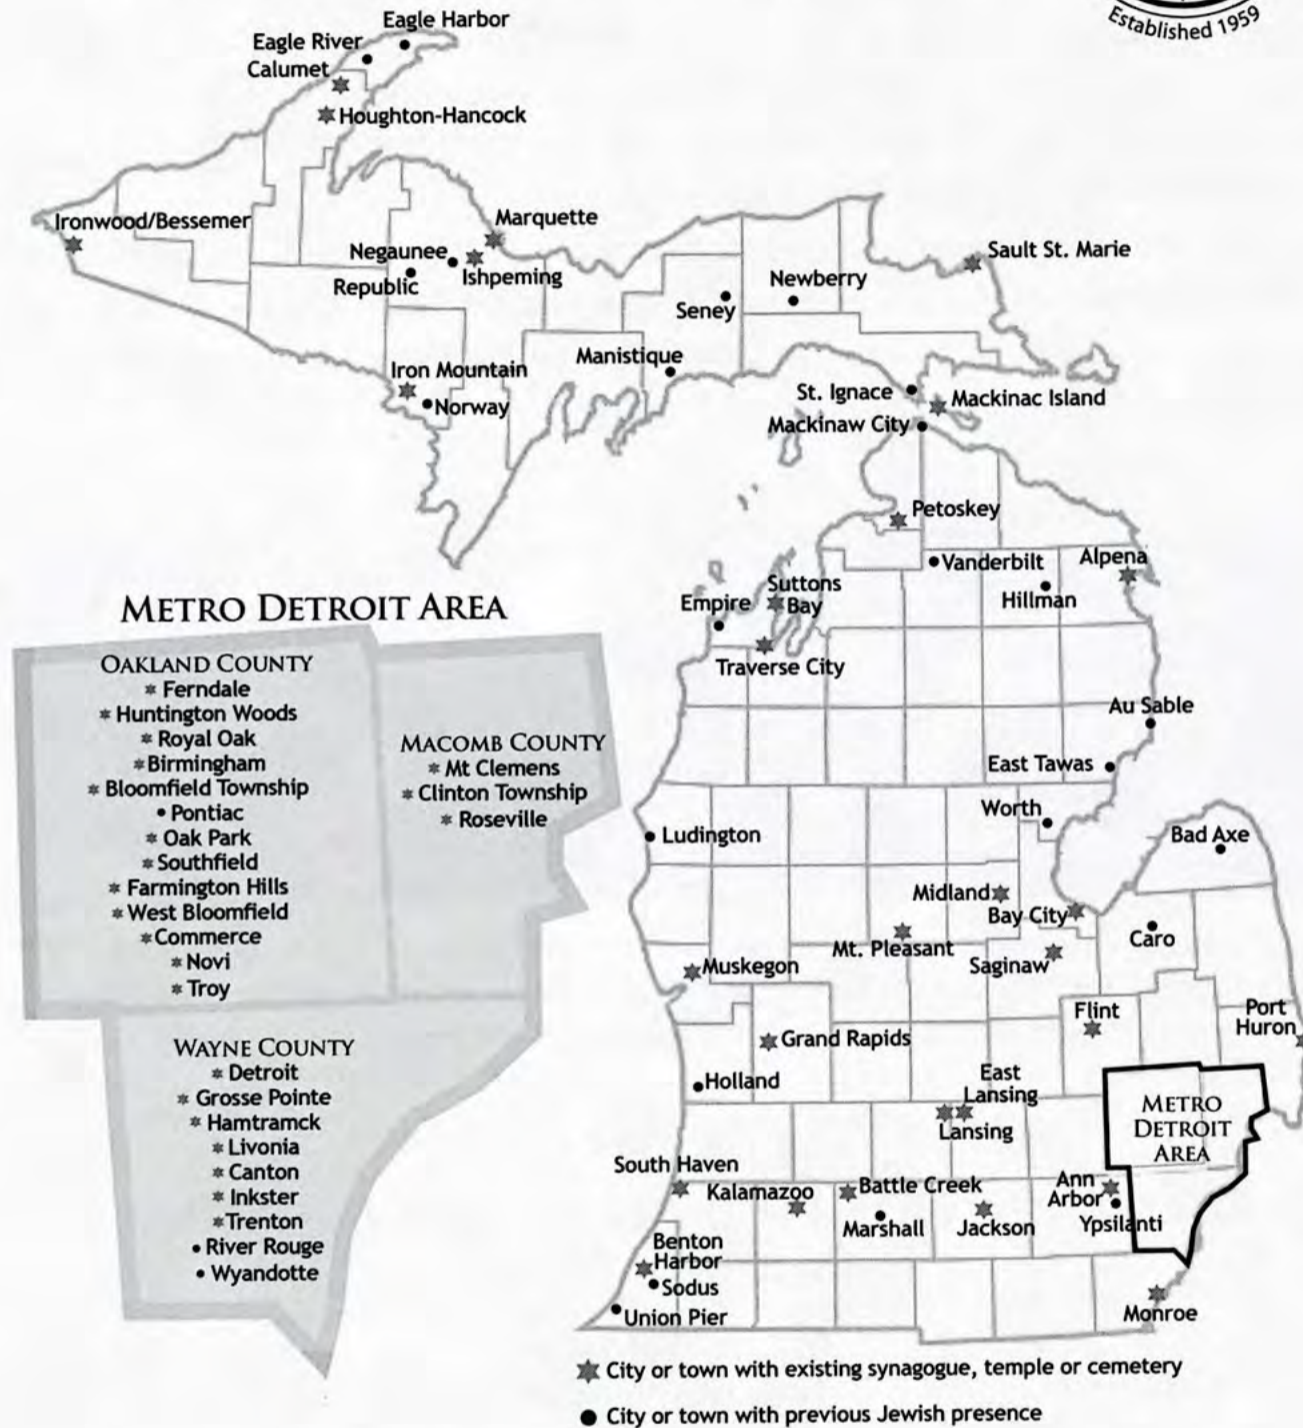 Established 1959
Eagle Harbor
Eagle River
Calumet
Houghton-Hancock
Ironwood/Bessemer
Marquette
Negaunee
Ishpeming
Republic
Sault St. Marie
Newberry
Seney
Manistique
Iron Mountain
Norway
St. Ignace
Mackinac Island
Mackinaw City
Petoskey
Vanderbilt
Alpena
Hillman
Suttons
Bay
Empire
Traverse City
Au Sable
East Tawas
Worth
Bad Axe
Ludington
Midland
Bay City
Caro
Mt. Pleasant
Saginaw
Muskegon
Flint
Port
Huron
Grand Rapids
Holland
East
Lansing
Lansing
METRO
DETROIT
AREA
South Haven
Kalamazoo
Battle Creek
Marshall
Jackson
Ann
Arbor
Ypsilanti
Benton
Harbor
Sodus
Union Pier
Monroe
METRO DETROIT AREA
OAKLAND COUNTY
Ferndale
Huntington Woods
Royal Oak
Birmingham
Bloomfield Township
• Pontiac
Oak Park
Southfield
Farmington Hills
West Bloomfield
Commerce
Novi
Troy
MACOMB COUNTY
Mt Clemens
Clinton Township
Roseville
WAYNE COUNTY
Detroit
Grosse Pointe
Hamtramck
Livonia
Canton
Inkster
Trenton
• River Rouge
• Wyandotte
City or town with existing synagogue, temple or cemetery
City or town with previous Jewish presence